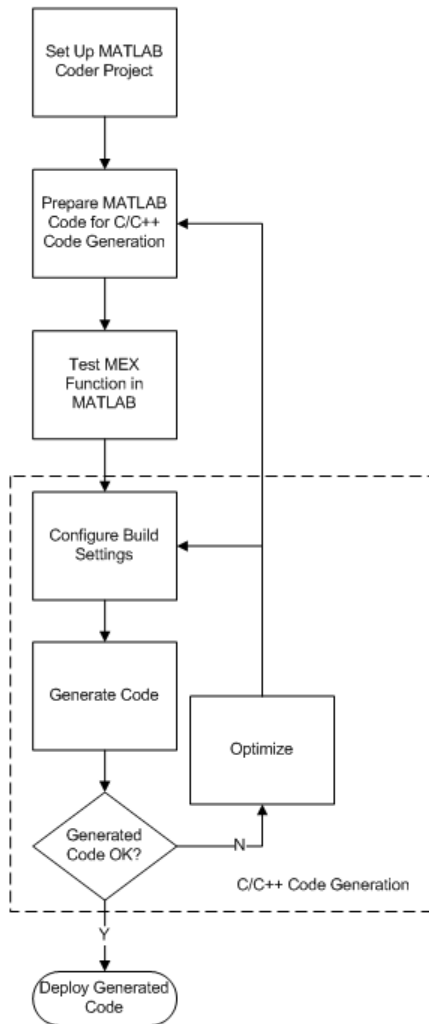 Set Up MATLAB
Coder Project
Prepare MATLAB
Code for C/C++
Code Generation
Test MEX
Function in
MATLAB
Configure Build
Settings
Generate Code
Optimize
Generated
Code OK?
N
C/C++ Code Generation
Y
Deploy Generated
Code